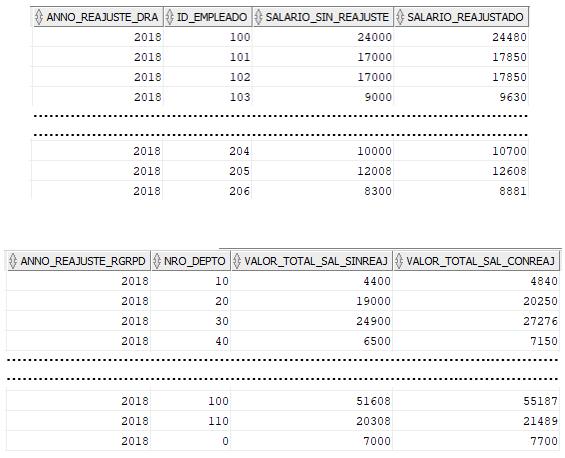 ANNO_REAJUSTE_DRA ID_EMPLEADO SALARIO_SIN_REAJUSTE SALARIO_REAJUSTADO
2018 100 24000 24480
2018 101 17000 17850
2018 102 17000 17850
2018 103 9000 9630
2018 204 10000 10700
2018 205 12008 12608
2018 206 8300 8881
ANNO_REAJUSTE_RGRPD NRO_DEPTO VALOR_TOTAL_SAL_SINREAJ VALOR_TOTAL_SAL_CONREAJ
2018 10 4400 4840
2018 20 19000 20250
2018 30 24900 27276
2018 40 6500 7150
2018 100 51608 55187
2018 110 20308 21489
2018 0 7000 7700